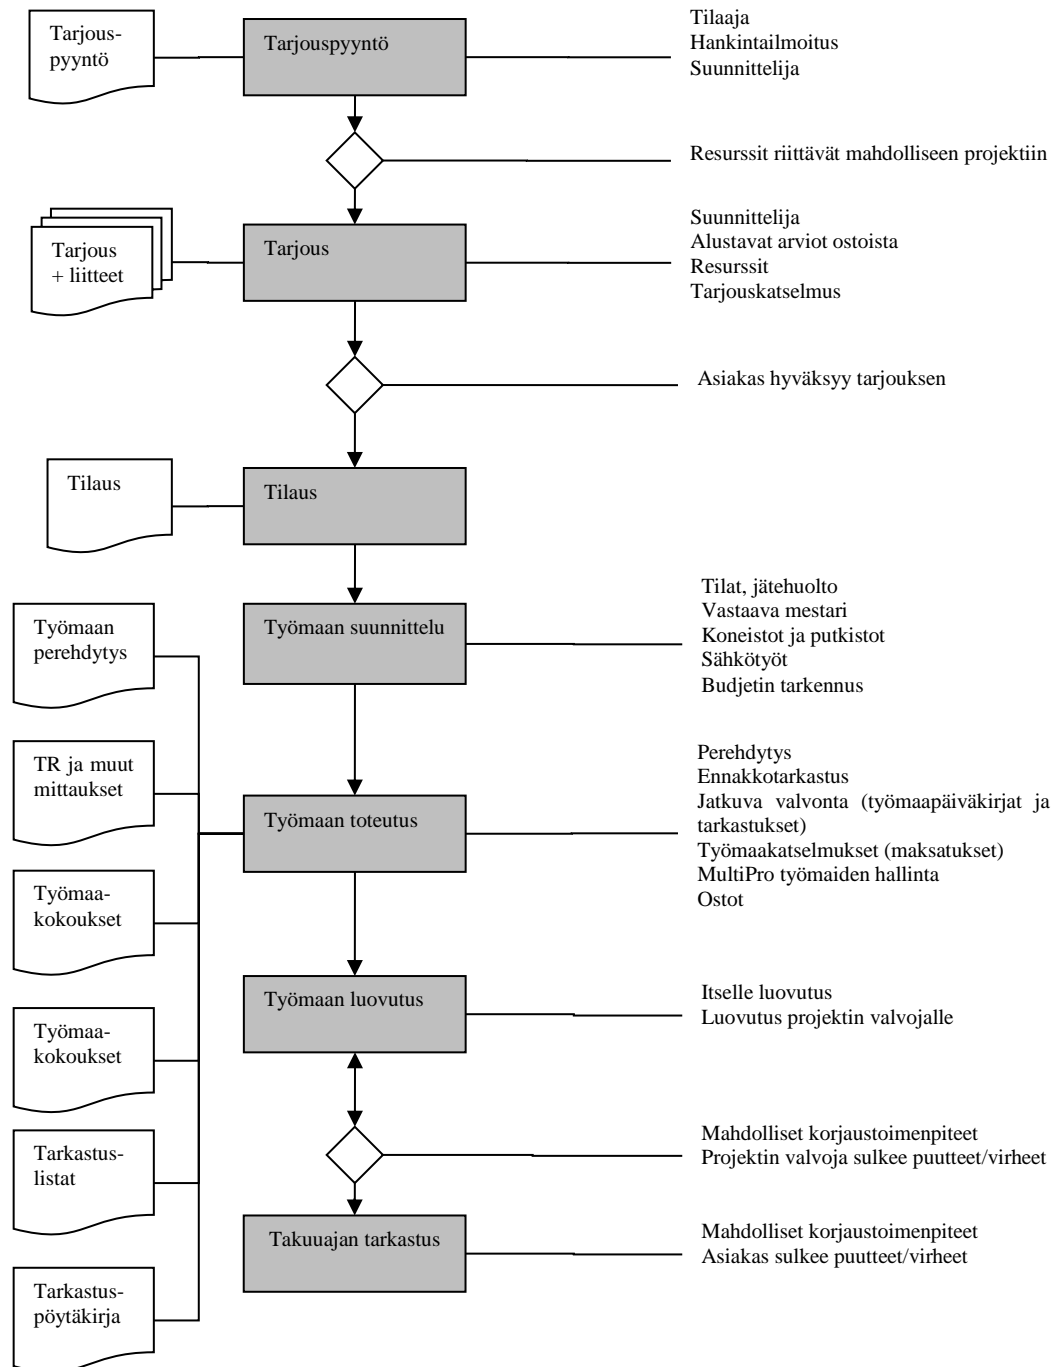 Tarjous-
pyyntö
Tarjouspyyntö
Tilaaja
Hankintailmoitus
Suunnittelija
Resurssit riittävät mahdolliseen projektiin
Tarjous
+ liitteet
Tarjous
Suunnittelija
Alustavat arviot ostoista
Resurssit
Tarjouskatselmus
Asiakas hyväksyy tarjouksen
Tilaus
Tilaus
Työmaan
perehdytys
Työmaan suunnittelu
Tilat, jätehuolto
Vastaava mestari
Koneistot ja putkistot
Sähkötyöt
Budjetin tarkennus
TR ja muut
mittaukset
Työmaan toteutus
Perehdytys
Ennakkotarkastus
Jatkuva valvonta (työmaapäiväkirjat ja
tarkastukset)
Työmaakatselmukset (maksatukset)
MultiPro työmaiden hallinta
Ostot
Työmaa-
kokoukset
Työmaan luovutus
Itselle luovutus
Luovutus projektin valvojalle
Työmaa-
kokoukset
Mahdolliset korjaustoimenpiteet
Projektin valvoja sulkee puutteet/virheet
Tarkastus-
listat
Takuuajan tarkastus
Mahdolliset korjaustoimenpiteet
Asiakas sulkee puutteet/virheet
Tarkastus-
pöytäkirja